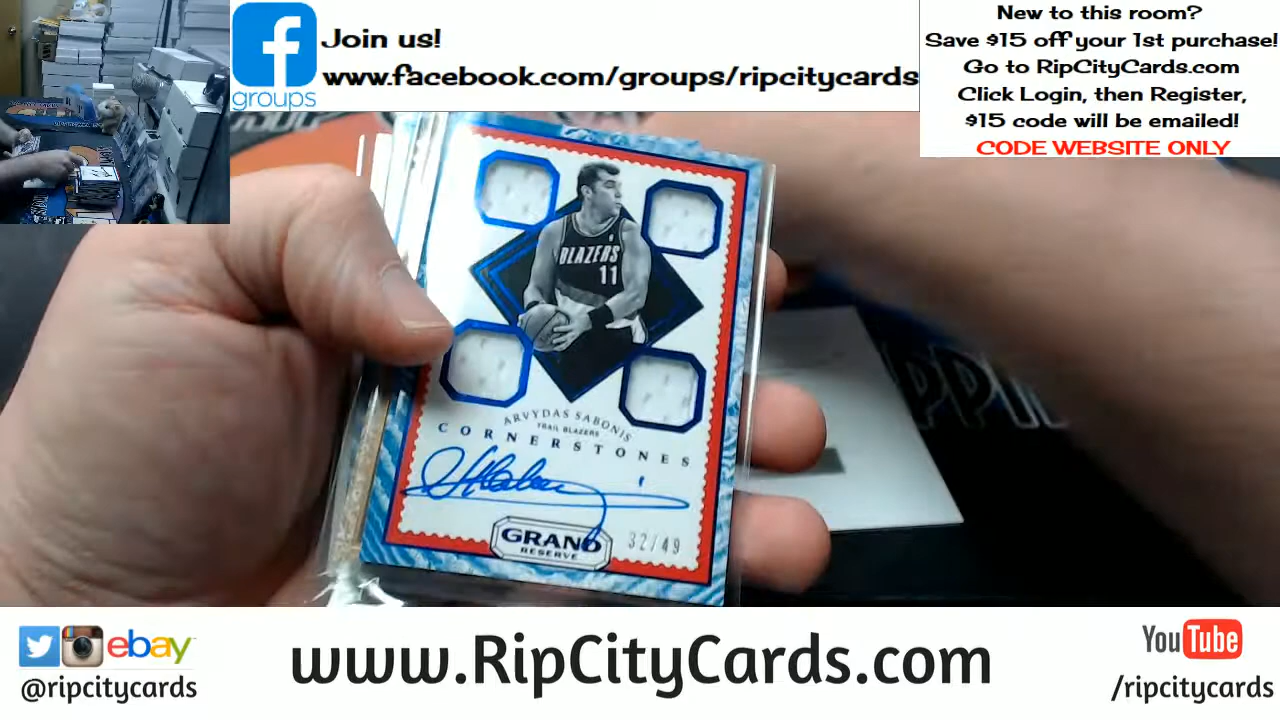 Join us!
www.facebook.com/groups/ripcitycards
groups
New to this room?
Save $15 off your 1st purchase!
Go to RipCityCards.com
Click Login, then Register,
$15 code will be emailed!
CODE WEBSITE ONLY
BLAZERS
11
ARVYDAS SABONIS
TRAIL BLAZERS
CORNERSTONES
GRAND
RESERVE
32/49
ebay
@ripcitycards
www.RipCityCards.com
YouTube
/ripcitycards